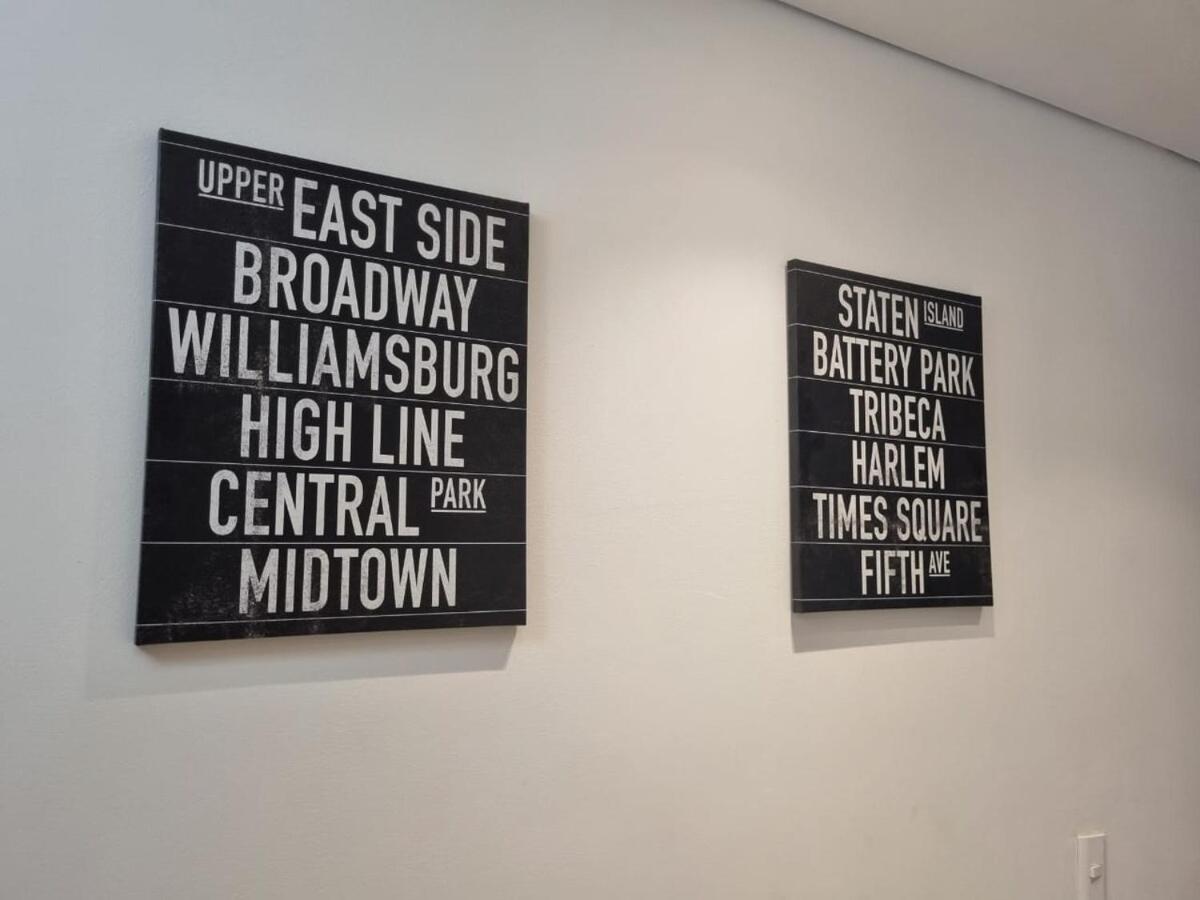 UPPER EAST SIDE
BROADWAY
WILLIAMSBURG
HIGH LINE
CENTRAL PARK
MIDTOWN
STATEN ISLAND
BATTERY PARK
TRIBECA
HARLEM
TIMES SQUARE
FIFTH AVE